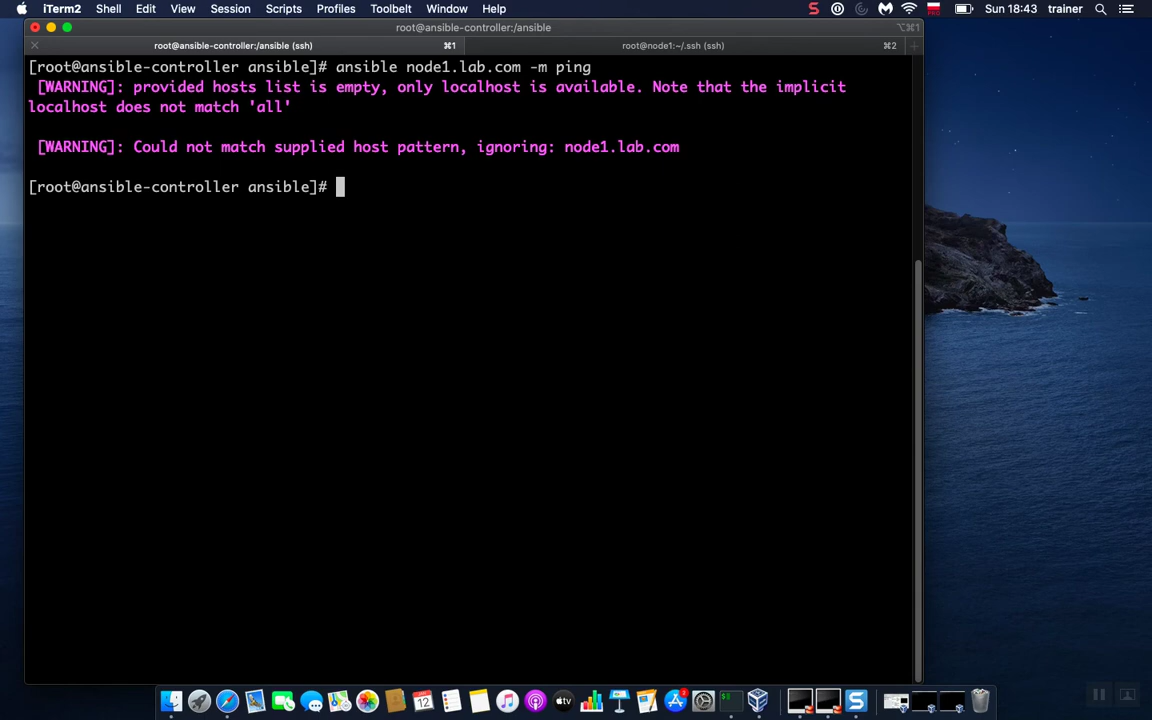 iTerm2 Shell Edit View Session Scripts Profiles Toolbelt Window Help Sun 18:43 trainer
root@ansible-controller:/ansible
⌥⌘1
root@ansible-controller:/ansible (ssh) ⌘1 root@node1:~/.ssh (ssh) ⌘2
[root@ansible-controller ansible]# ansible node1.lab.com -m ping
[WARNING]: provided hosts list is empty, only localhost is available. Note that the implicit
localhost does not match 'all'
[WARNING]: Could not match supplied host pattern, ignoring: node1.lab.com
[root@ansible-controller ansible]#